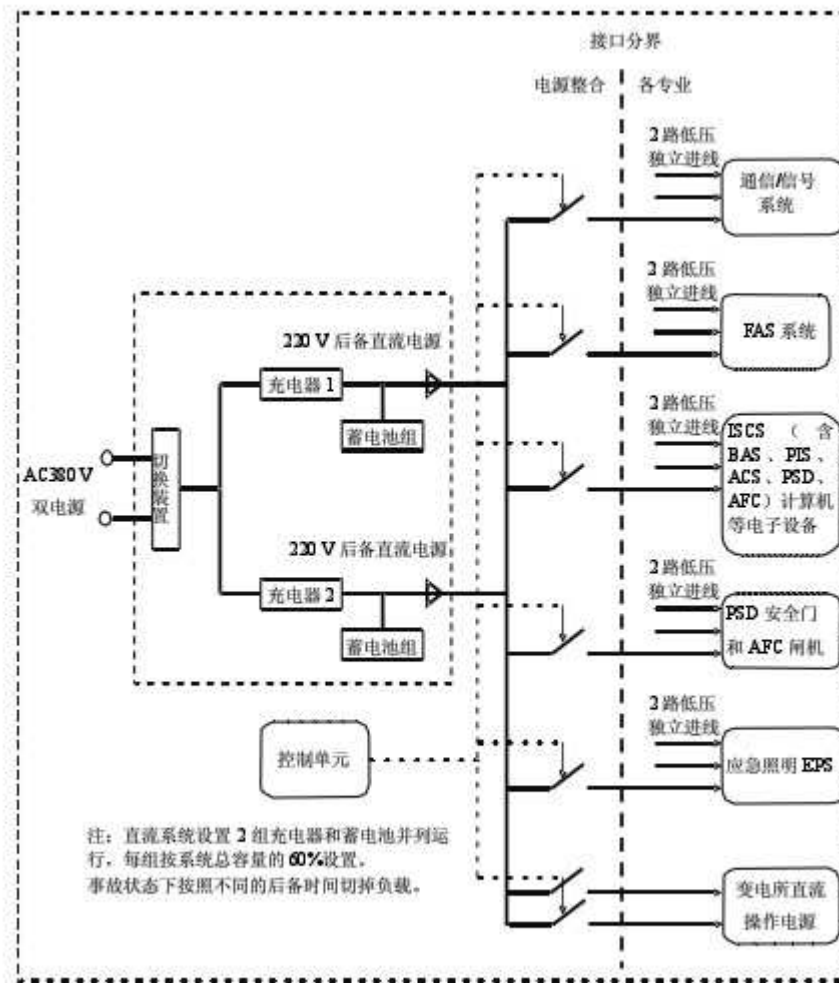 接口分界
电源整合
各专业
2 路低压
独立进线
通信/信号
系统
2 路低压
独立进线
FAS 系统
220 V 后备直流电源
充电器 1
蓄电池组
2 路低压
独立进线
ISCS （ 含
BAS、PIS、
ACS、PSD、
AFC）计算机
等电子设备
AC380 V
双电源
切换装置
220 V 后备直流电源
充电器 2
蓄电池组
2 路低压
独立进线
PSD 安全门
和 AFC 闸机
2 路低压
独立进线
应急照明 EPS
控制单元
注：直流系统设置 2 组充电器和蓄电池并列运
行，每组按系统总容量的 60%设置。
事故状态下按照不同的后备时间切掉负载。
变电所直流
操作电源